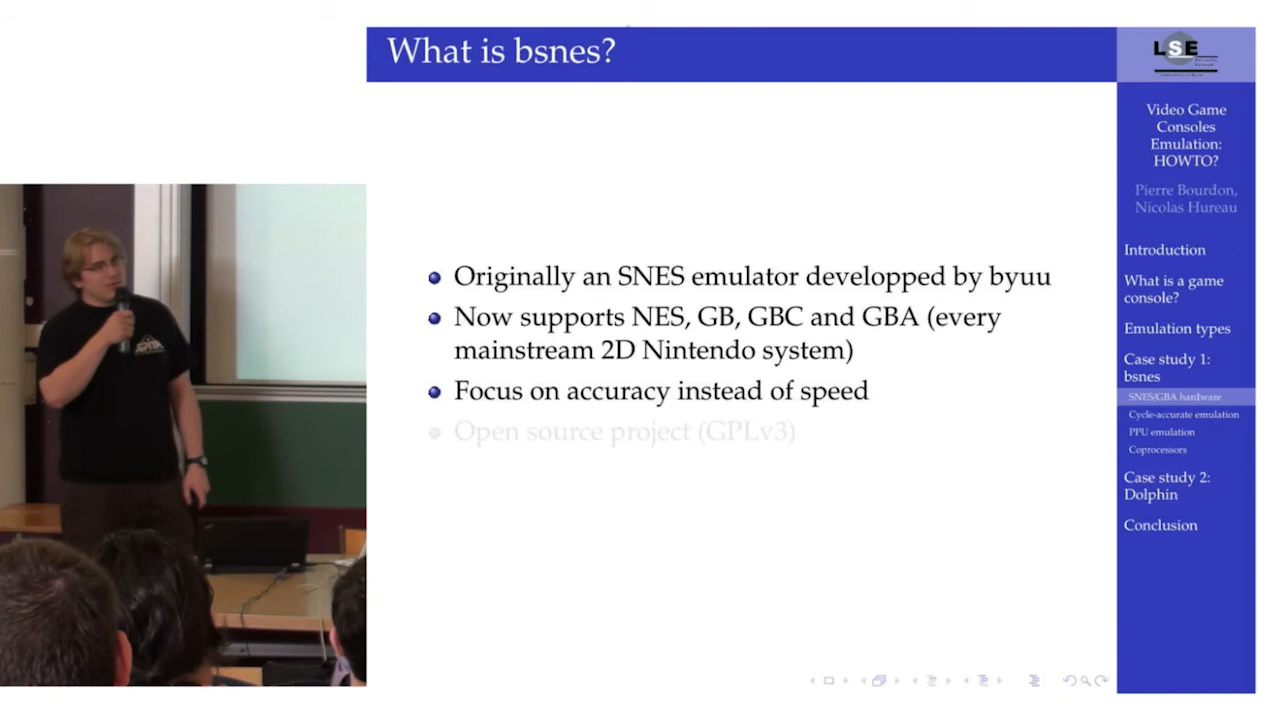 What is bsnes?
Originally an SNES emulator developped by byuu
Now supports NES, GB, GBC and GBA (every
mainstream 2D Nintendo system)
Focus on accuracy instead of speed
Open source project (GPLv3)
LSE
Video Game
Consoles
Emulation:
HOWTO?
Pierre Bourdon,
Nicolas Hureau
Introduction
What is a game
console?
Emulation types
Case study 1:
bsnes
SNES/GBA hardware
Cycle-accurate emulation
PPU emulation
Coprocessors
Case study 2:
Dolphin
Conclusion